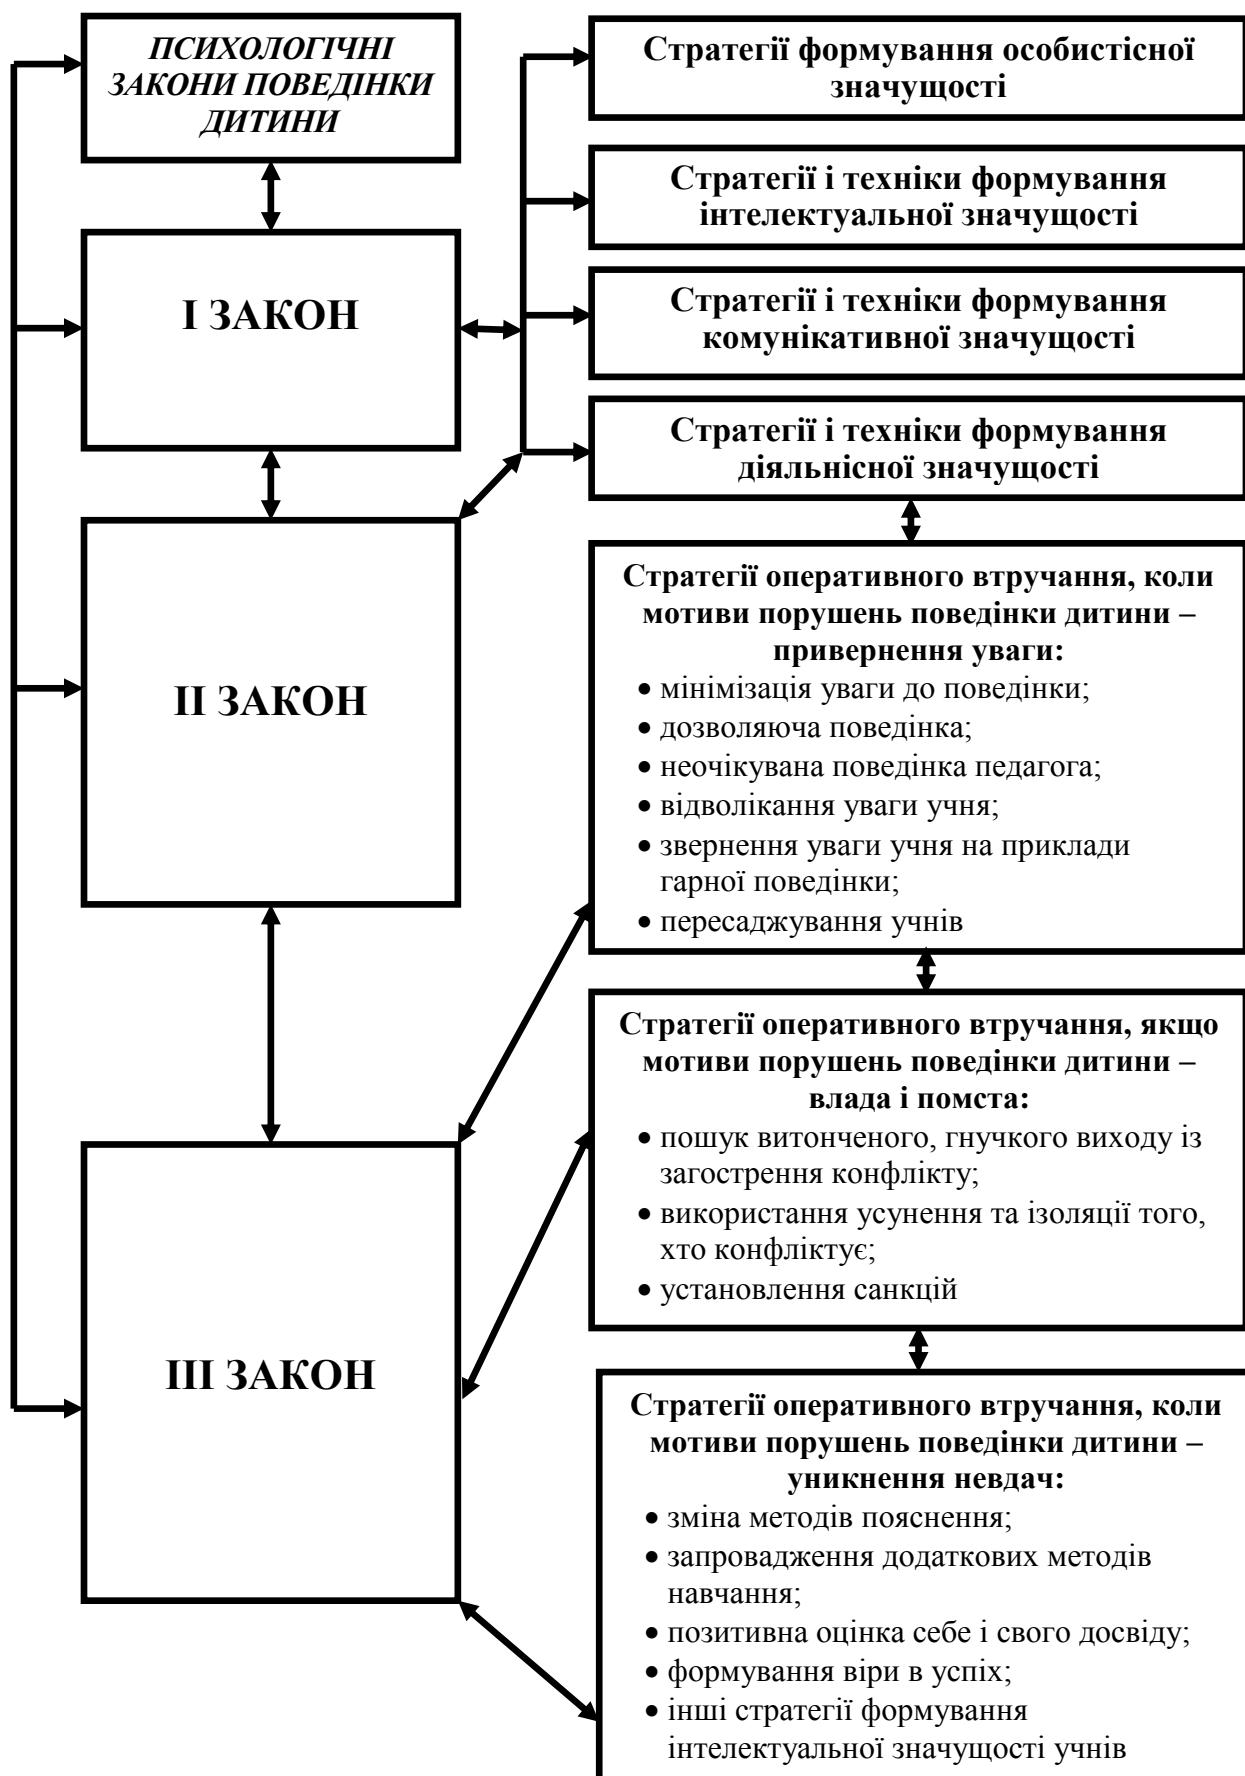 ПСИХОЛОГІЧНІ
ЗАКОНИ ПОВЕДІНКИ
ДИТИНИ
І ЗАКОН
ІІ ЗАКОН
ІІІ ЗАКОН
Стратегії формування особистісної
значущості
Стратегії і техніки формування
інтелектуальної значущості
Стратегії і техніки формування
комунікативної значущості
Стратегії і техніки формування
діяльнісної значущості
Стратегії оперативного втручання, коли
мотиви порушень поведінки дитини –
привернення уваги:
• мінімізація уваги до поведінки;
• дозволяюча поведінка;
• неочікувана поведінка педагога;
• відволікання уваги учня;
• звернення уваги учня на приклади
гарної поведінки;
• пересаджування учнів
Стратегії оперативного втручання, якщо
мотиви порушень поведінки дитини –
влада і помста:
• пошук витонченого, гнучкого виходу із
загострення конфлікту;
• використання усунення та ізоляції того,
хто конфліктує;
• установлення санкцій
Стратегії оперативного втручання, коли
мотиви порушень поведінки дитини –
уникнення невдач:
• зміна методів пояснення;
• запровадження додаткових методів
навчання;
• позитивна оцінка себе і свого досвіду;
• формування віри в успіх;
• інші стратегії формування
інтелектуальної значущості учнів